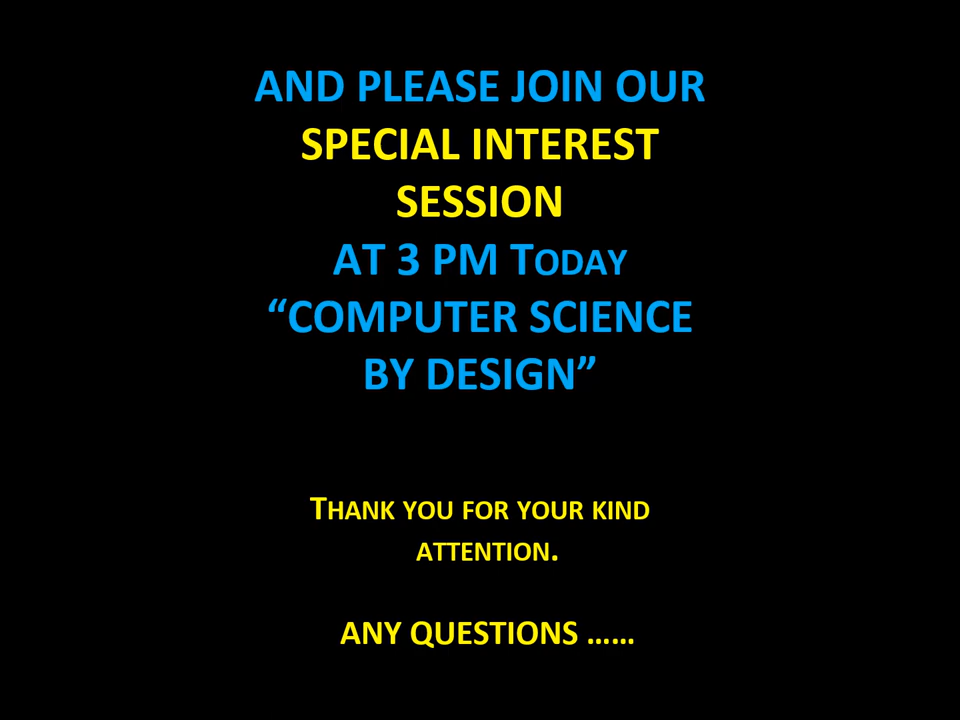 AND PLEASE JOIN OUR
SPECIAL INTEREST
SESSION
AT 3 PM TODAY
“COMPUTER SCIENCE
BY DESIGN”
THANK YOU FOR YOUR KIND
ATTENTION.
ANY QUESTIONS ……